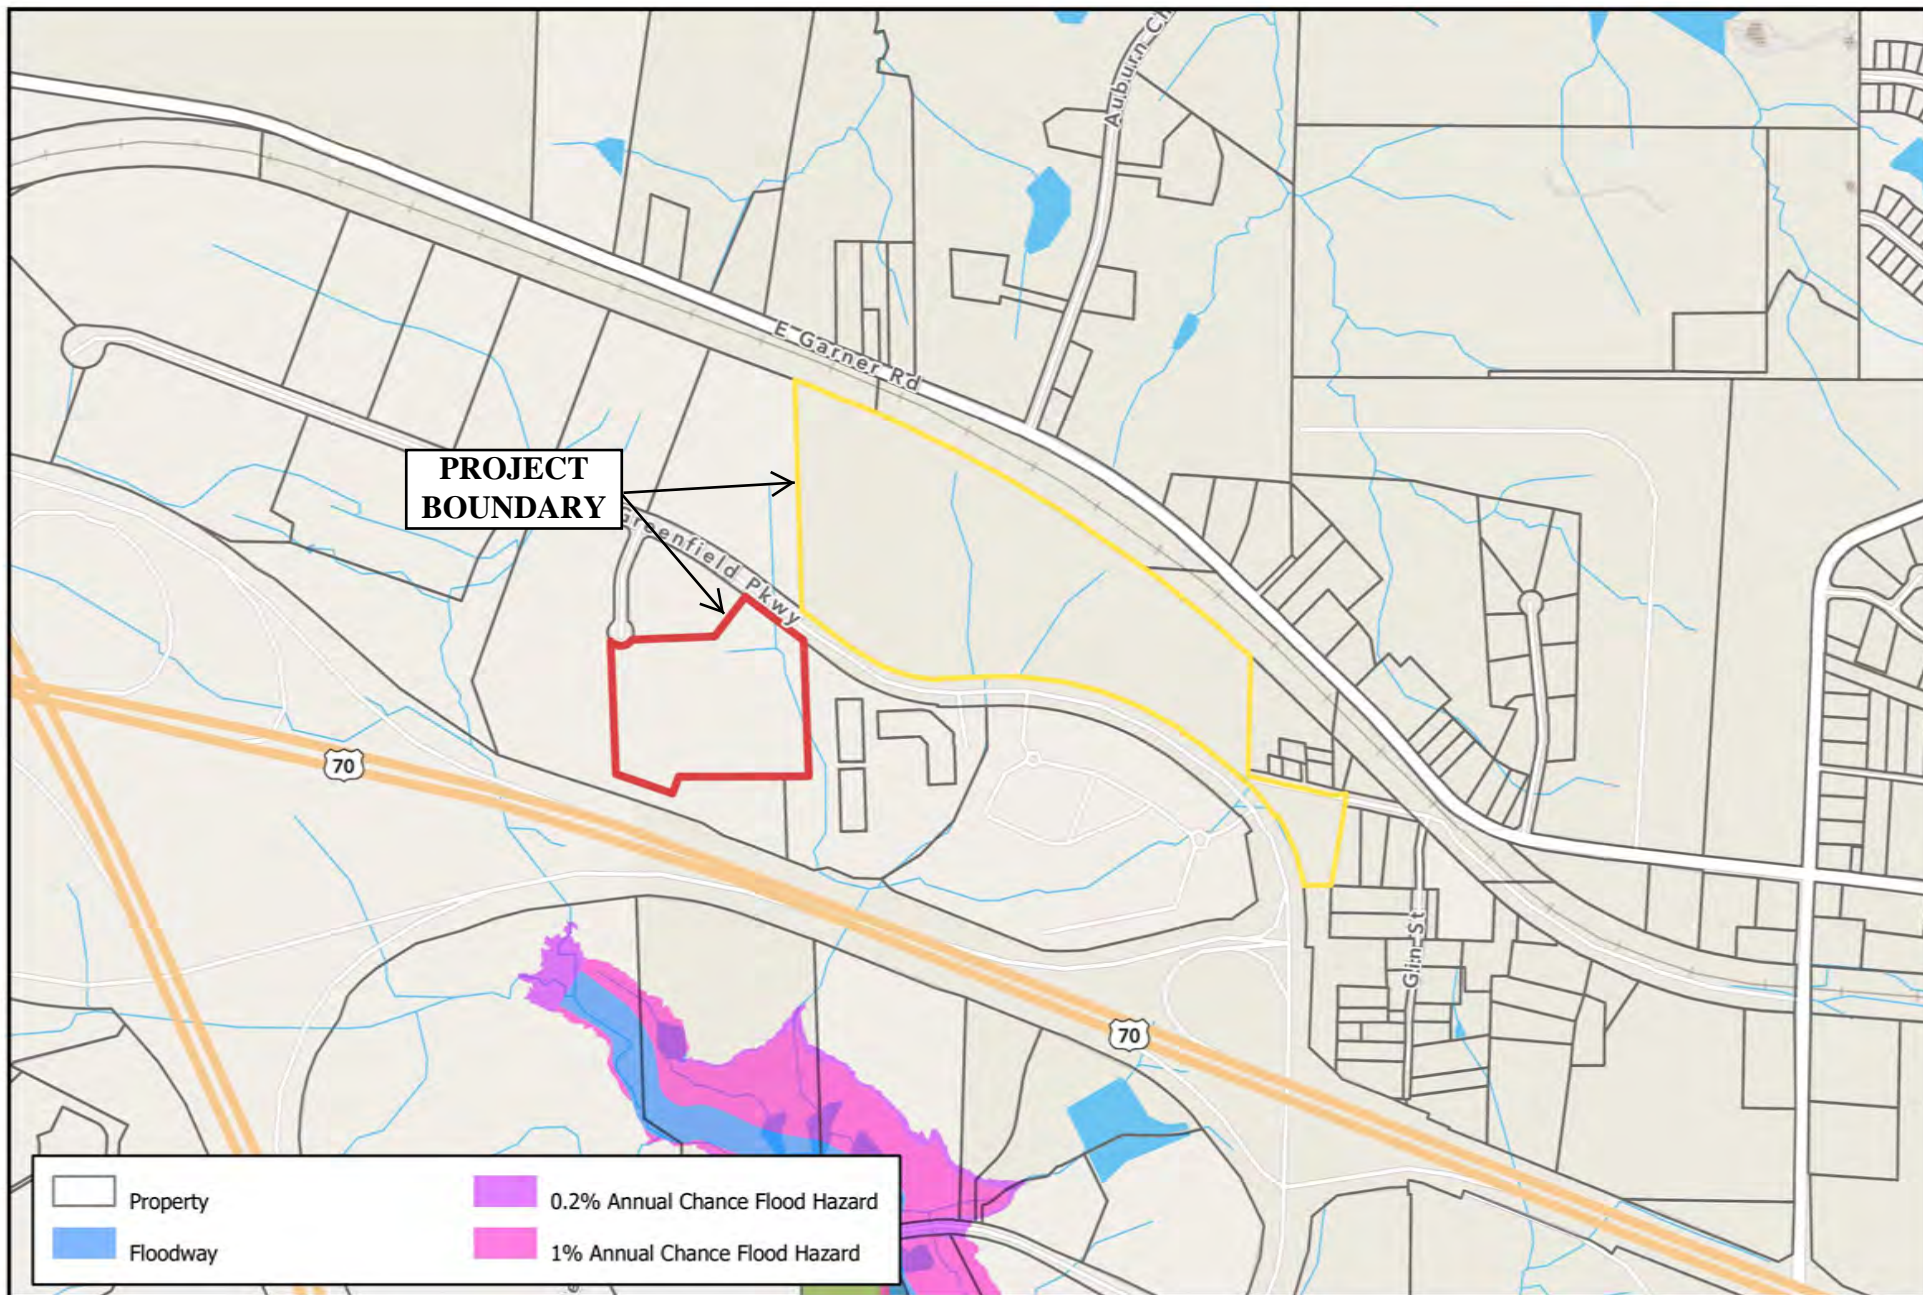 Auburn Ch
E Garner Rd
PROJECT
BOUNDARY
Greenfield Pkwy
70
Glin St
70
Property
Floodway
0.2% Annual Chance Flood Hazard
1% Annual Chance Flood Hazard